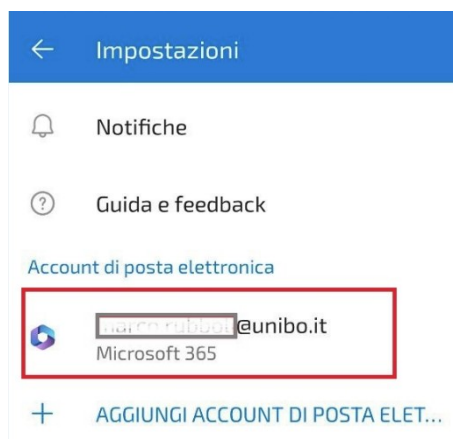 Impostazioni
Notifiche
Guida e feedback
Account di posta elettronica
@unibo.it
Microsoft 365
AGGIUNGI ACCOUNT DI POSTA ELET...